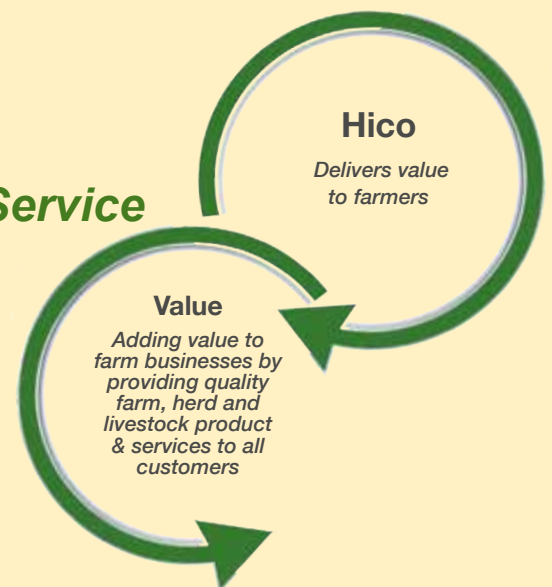 Hico
Delivers value
to farmers
Service
Value
Adding value to
farm businesses by
providing quality
farm, herd and
livestock product
& services to all
customers